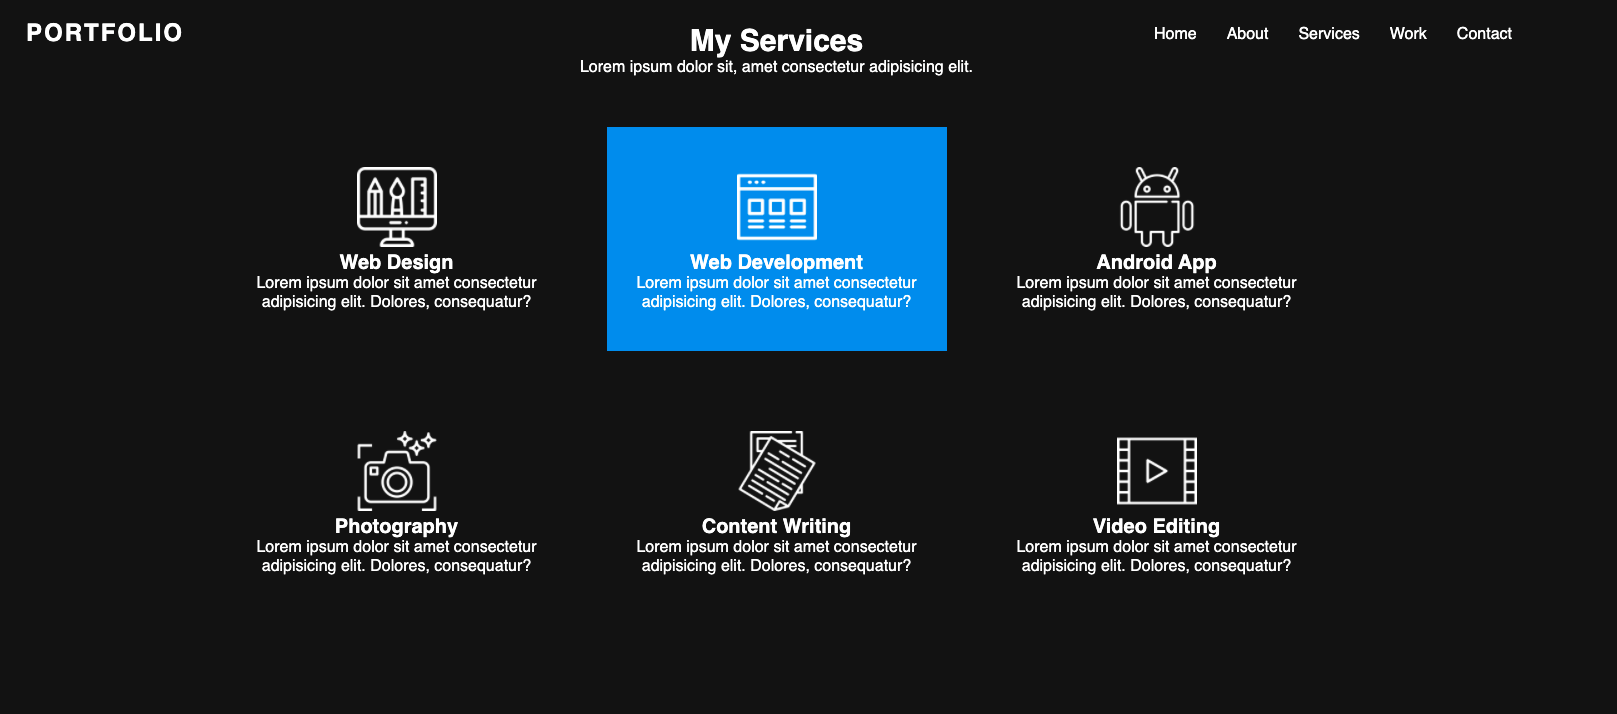 PORTFOLIO
Home About Services Work Contact
My Services
Lorem ipsum dolor sit, amet consectetur adipisicing elit.
Web Design
Lorem ipsum dolor sit amet consectetur
adipisicing elit. Dolores, consequatur?
Web Development
Lorem ipsum dolor sit amet consectetur
adipisicing elit. Dolores, consequatur?
Android App
Lorem ipsum dolor sit amet consectetur
adipisicing elit. Dolores, consequatur?
Photography
Lorem ipsum dolor sit amet consectetur
adipisicing elit. Dolores, consequatur?
Content Writing
Lorem ipsum dolor sit amet consectetur
adipisicing elit. Dolores, consequatur?
Video Editing
Lorem ipsum dolor sit amet consectetur
adipisicing elit. Dolores, consequatur?